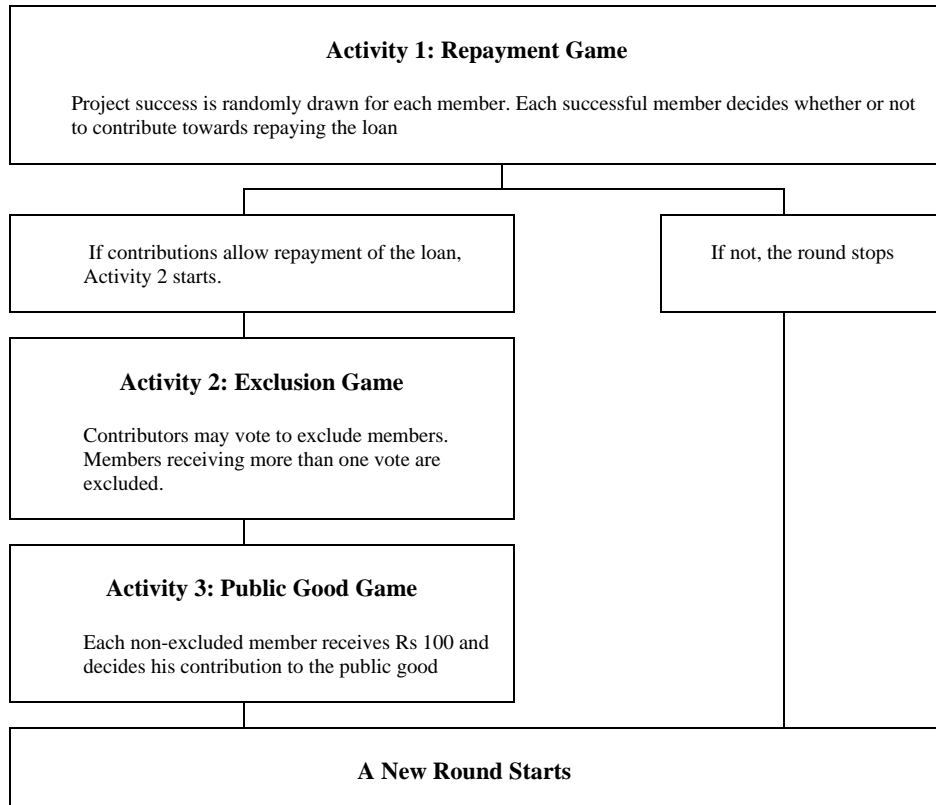 Activity 1: Repayment Game
Project success is randomly drawn for each member. Each successful member decides whether or not
to contribute towards repaying the loan
If contributions allow repayment of the loan,
Activity 2 starts.
If not, the round stops
Activity 2: Exclusion Game
Contributors may vote to exclude members.
Members receiving more than one vote are
excluded.
Activity 3: Public Good Game
Each non-excluded member receives Rs 100 and
decides his contribution to the public good
A New Round Starts